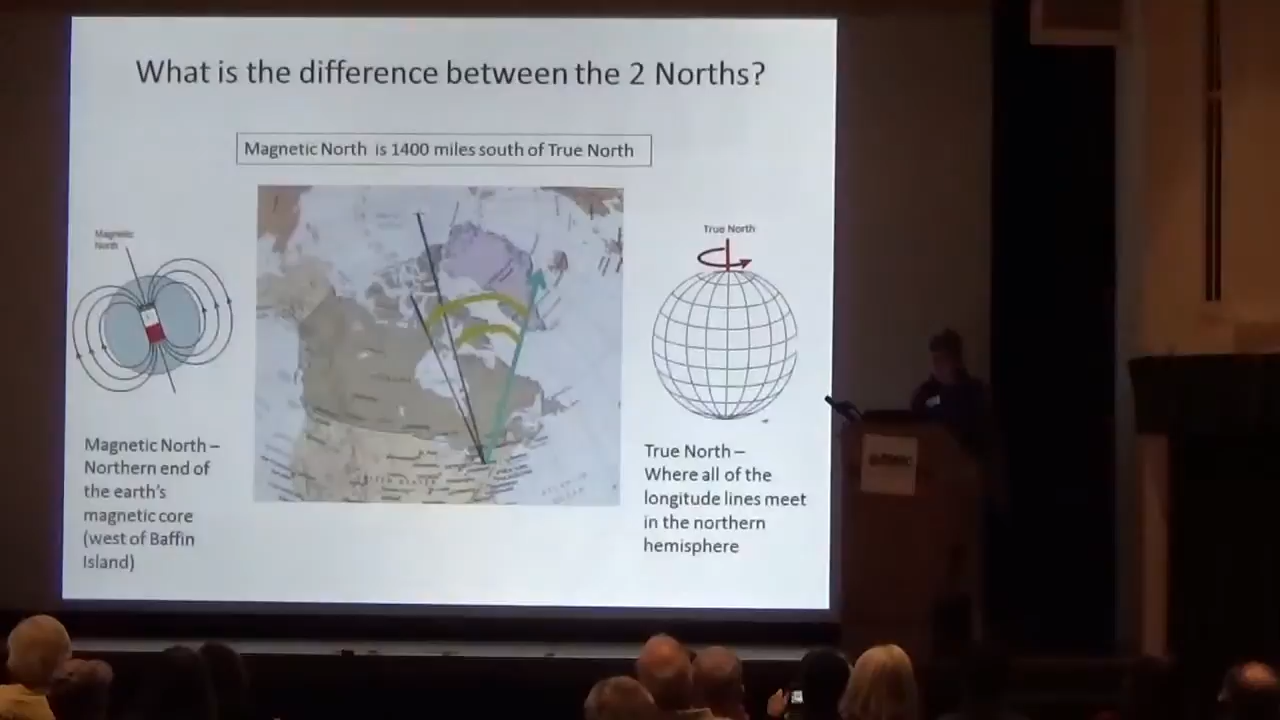 What is the difference between the 2 Norths?
Magnetic North is 1400 miles south of True North
Magnetic
North
True North
Magnetic North –
Northern end of
the earth's
magnetic core
(west of Baffin
Island)
True North –
Where all of the
longitude lines meet
in the northern
hemisphere